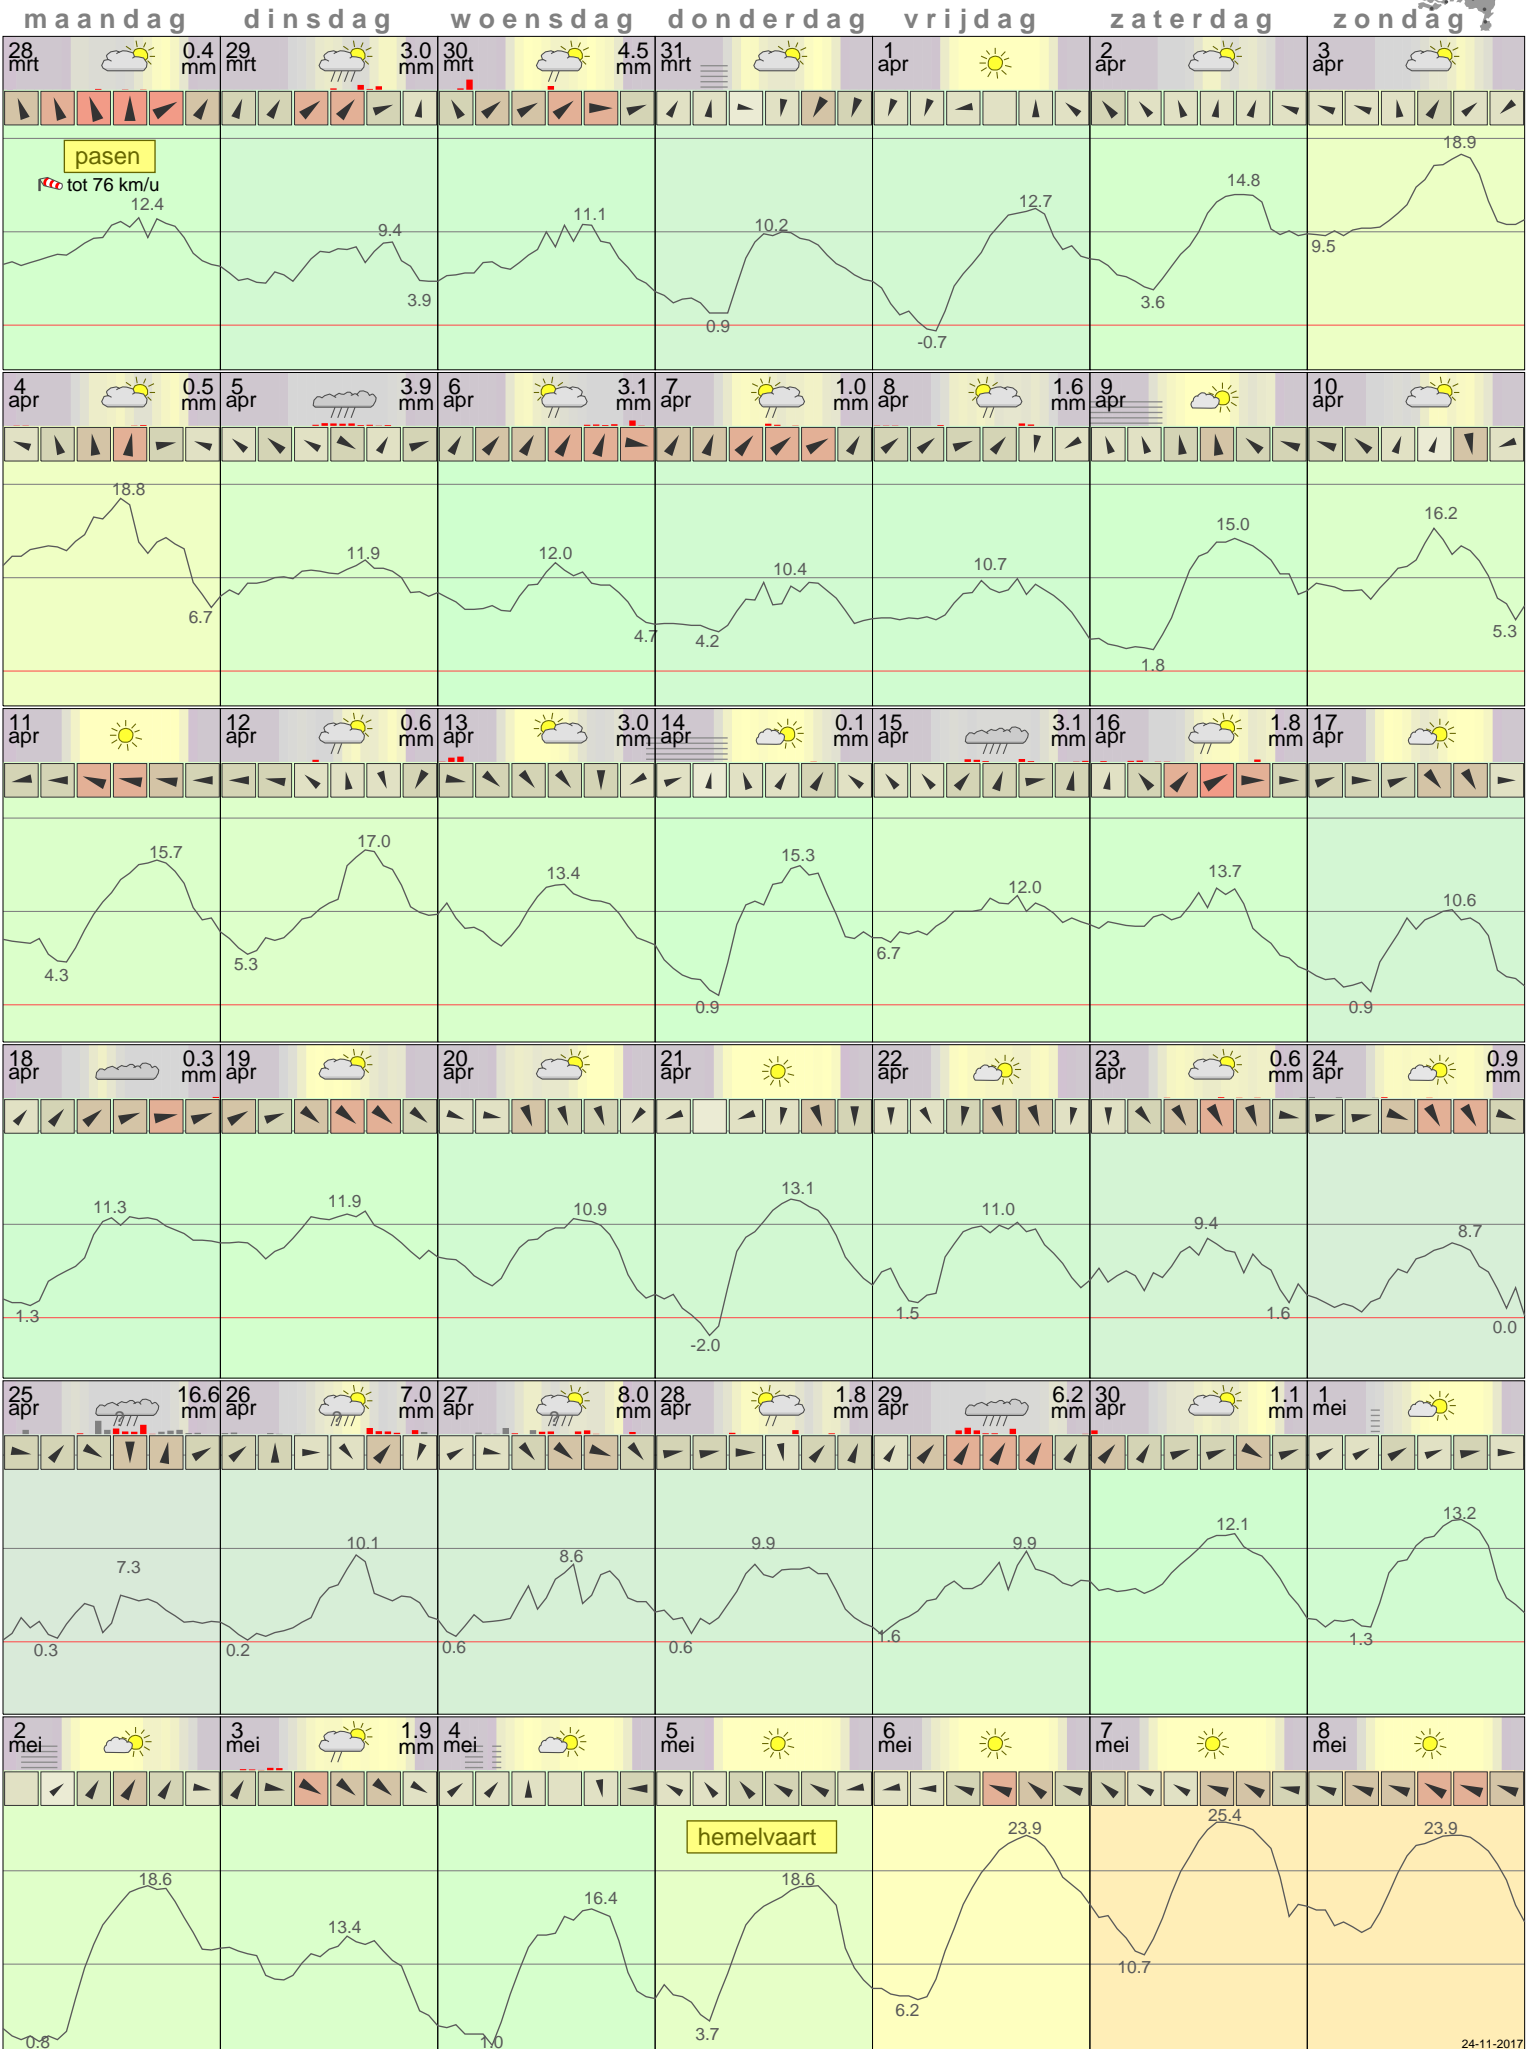 maandag dinsdag woensdag donderdag vrijdag zaterdag zondag
28 0.4 29 3.0 30 4.5 31 1 2 3
mrt mm mrt mm mrt mm mrt apr apr apr
pasen
tot 76 km/u
12.4 9.4 11.1 10.2 12.7 14.8 18.9
3.9 0.9 -0.7 3.6 9.5
4 0.5 5 3.9 6 3.1 7 1.0 8 1.6 9 10
apr mm apr mm apr mm apr mm apr mm apr apr
18.8 11.9 12.0 10.4 10.7 15.0 16.2
6.7 4.7 4.2 1.8 5.3
11 12 0.6 13 3.0 14 0.1 15 3.1 16 1.8 17
apr apr mm apr mm apr mm apr mm apr mm apr
15.7 17.0 13.4 15.3 12.0 13.7 10.6
4.3 5.3 0.9 6.7 0.9
18 0.3 19 20 21 22 23 0.6 24 0.9
apr mm apr apr apr apr apr mm apr mm
11.3 11.9 10.9 13.1 11.0 9.4 8.7
1.3 -2.0 1.5 1.6 0.0
25 16.6 26 7.0 27 8.0 28 1.8 29 6.2 30 1.1 1
apr mm apr mm apr mm apr mm apr mm apr mm mei
? ? ?
7.3 10.1 8.6 9.9 9.9 12.1 13.2
0.3 0.2 0.6 0.6 1.6 1.3
2 3 1.9 4 5 6 7 8
mei mei mm mei mei mei mei mei
hemelvaart
18.6 13.4 16.4 18.6 23.9 25.4 23.9
0.8 1.0 3.7 6.2 10.7
24-11-2017